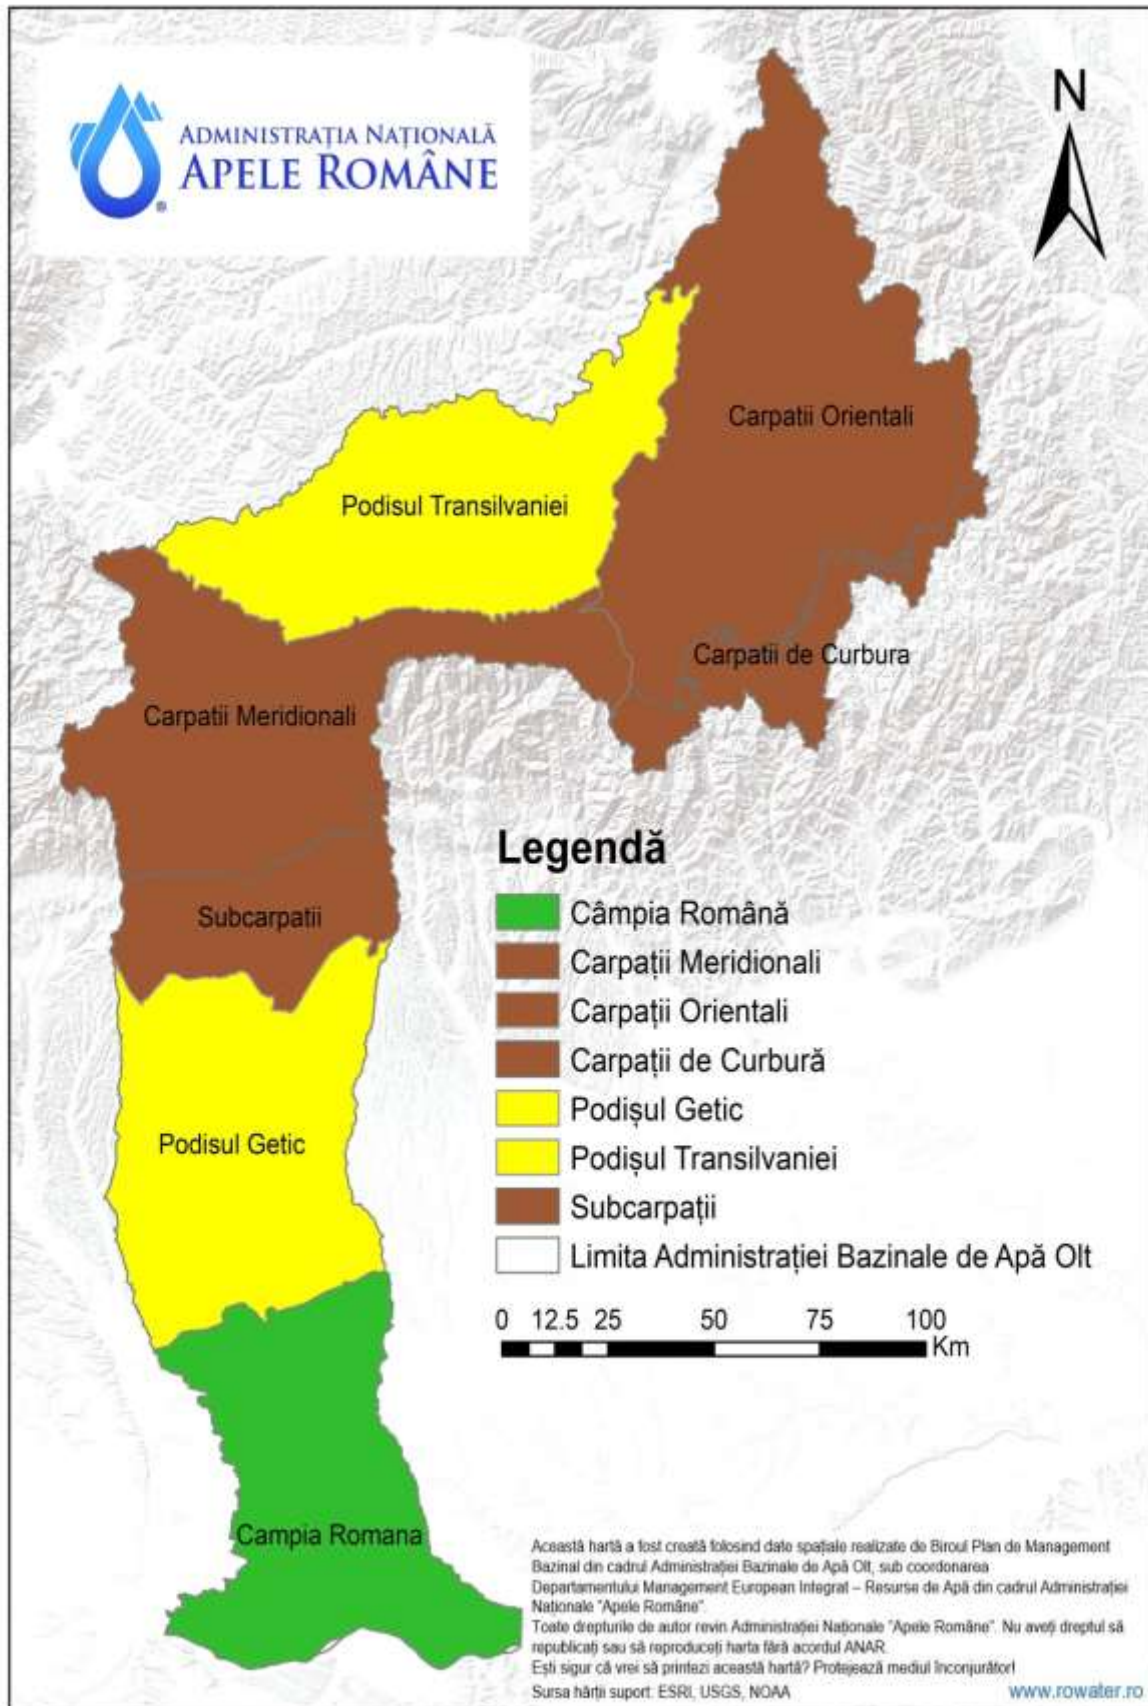 ADMINISTRAȚIA NAȚIONALĂ
APELE ROMÂNE
®
N
Carpatii Orientali
Podisul Transilvaniei
Carpatii de Curbura
Carpatii Meridionali
Subcarpatii
Podisul Getic
Campia Romana
Legendă
Câmpia Română
Carpații Meridionali
Carpații Orientali
Carpații de Curbură
Podișul Getic
Podișul Transilvaniei
Subcarpații
Limita Administrației Bazinale de Apă Olt
0 12.5 25 50 75 100
Km
Această hartă a fost creată folosind date spațiale realizate de Biroul Plan de Management
Bazinal din cadrul Administrației Bazinale de Apă Olt, sub coordonarea
Departamentului Management European Integrat – Resurse de Apă din cadrul Administrației
Naționale "Apele Române".
Toate drepturile de autor revin Administrației Naționale "Apele Române". Nu aveți dreptul să
republicați sau să reproduceți harta fără acordul ANAR.
Ești sigur că vrei să printezi această hartă? Protejează mediul înconjurător!
Sursa hărții suport: ESRI, USGS, NOAA
www.rowater.ro